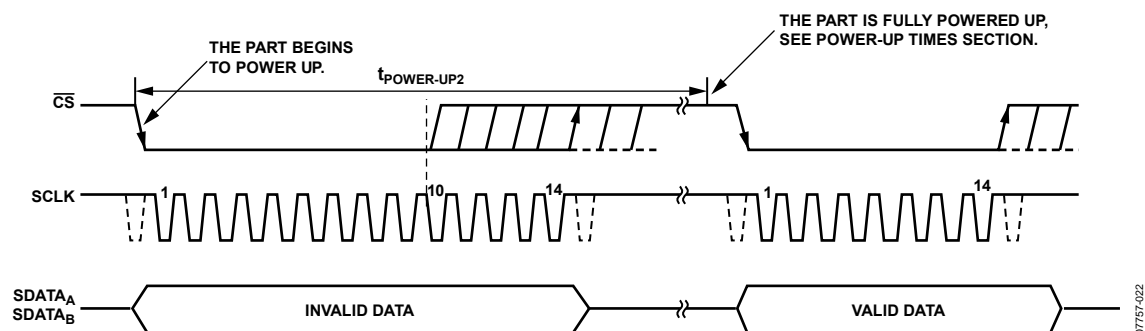 THE PART BEGINS
TO POWER UP.
THE PART IS FULLY POWERED UP,
SEE POWER-UP TIMES SECTION.
tPOWER-UP2
CS
SCLK
1
10
14
1
14
SDATAA
SDATAB
INVALID DATA
VALID DATA
07757-022